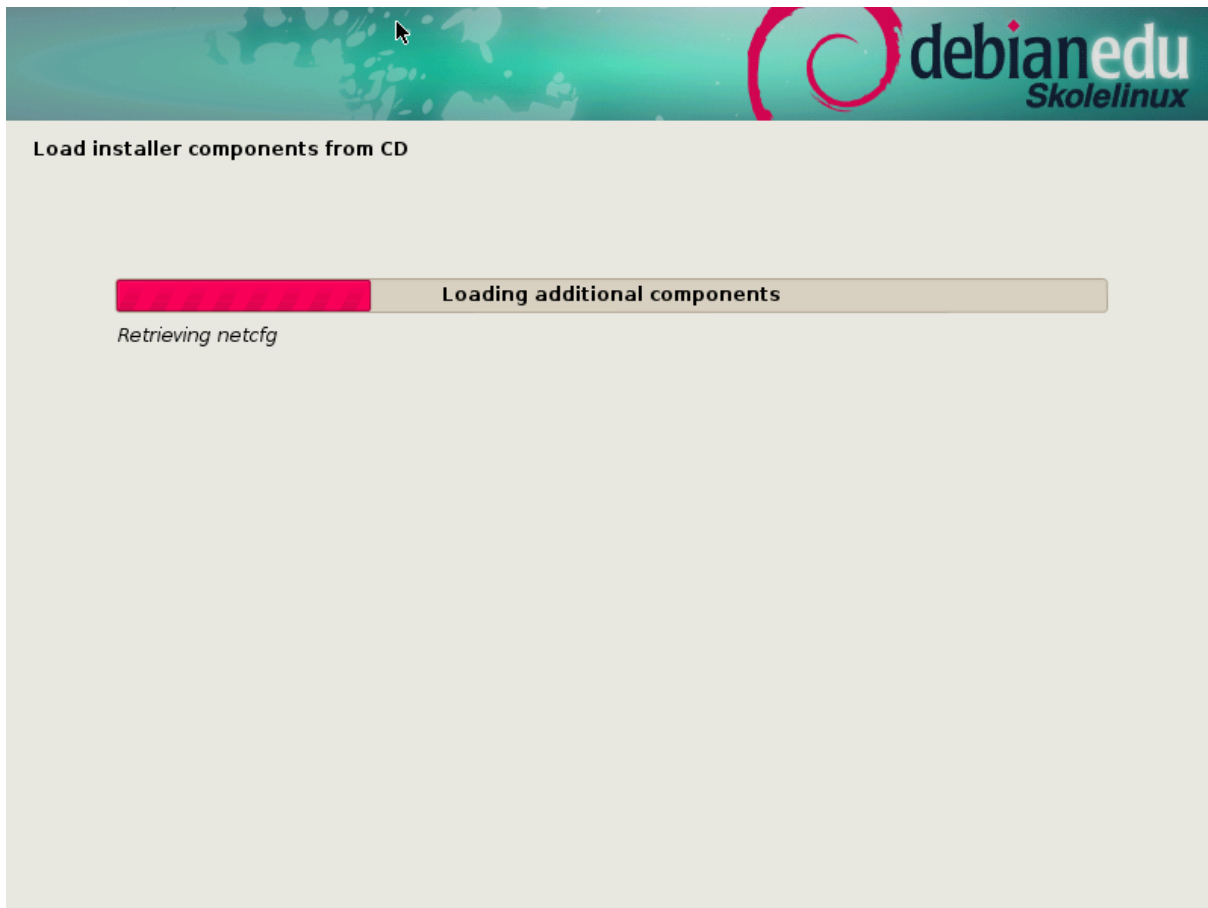 debianedu
Skolelinux
Load installer components from CD
Loading additional components
Retrieving netcfg